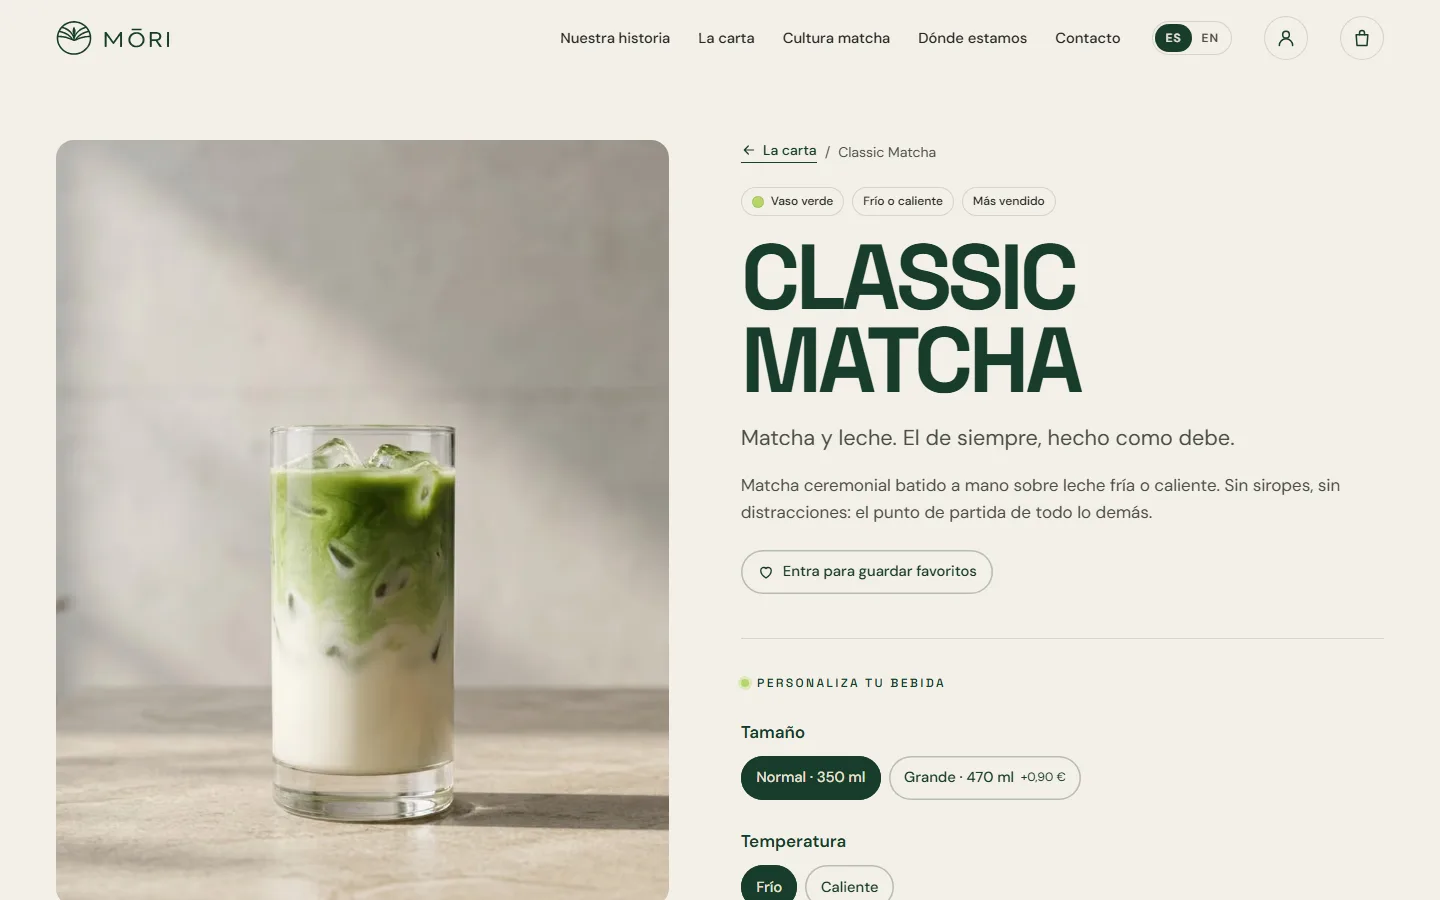 MŌRI
Nuestra historia
La carta
Cultura matcha
Dónde estamos
Contacto
ES
EN
← La carta / Classic Matcha
Vaso verde
Frío o caliente
Más vendido
CLASSIC
MATCHA
Matcha y leche. El de siempre, hecho como debe.
Matcha ceremonial batido a mano sobre leche fría o caliente. Sin siropes, sin
distracciones: el punto de partida de todo lo demás.
Entra para guardar favoritos
PERSONALIZA TU BEBIDA
Tamaño
Normal · 350 ml
Grande · 470 ml +0,90 €
Temperatura
Frío
Caliente